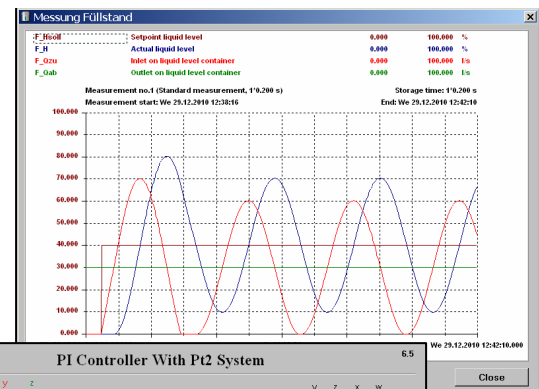 Messung Füllstand
F_Hsoll Setpoint liquid level 0.000 100.000 %
F_H Actual liquid level 0.000 100.000 %
F_Qzu Inlet on liquid level container 0.000 100.000 l/s
F_Qab Outlet on liquid level container 0.000 100.000 l/s
Measurement no.1 (Standard measurement, 1*0.200 s) Storage time: 1*0.200 s
Measurement start: We 29.12.2010 12:38:16 End: We 29.12.2010 12:42:10
100.000
90.000
80.000
70.000
60.000
50.000
40.000
30.000
20.000
10.000
0.000
We 29.12.2010 12:42:10.000
PI Controller With Pt2 System 6.5
Close
y z y z x w